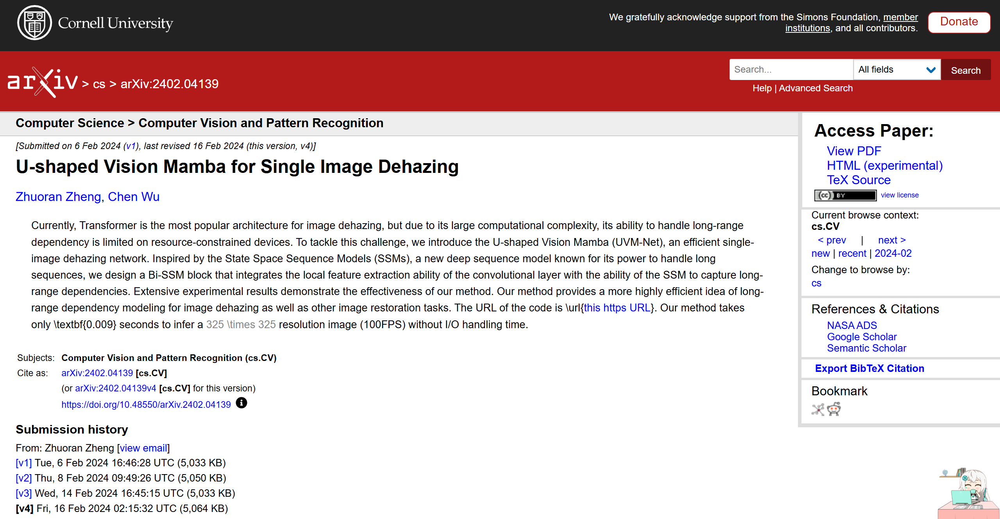 Cornell University
We gratefully acknowledge support from the Simons Foundation, member
institutions, and all contributors.
Donate
arXiv > cs > arXiv:2402.04139
Search...
All fields
Search
Help | Advanced Search
Computer Science > Computer Vision and Pattern Recognition
[Submitted on 6 Feb 2024 (v1), last revised 16 Feb 2024 (this version, v4)]
U-shaped Vision Mamba for Single Image Dehazing
Zhuoran Zheng, Chen Wu
Currently, Transformer is the most popular architecture for image dehazing, but due to its large computational complexity, its ability to handle long-range
dependency is limited on resource-constrained devices. To tackle this challenge, we introduce the U-shaped Vision Mamba (UVM-Net), an efficient single-
image dehazing network. Inspired by the State Space Sequence Models (SSMs), a new deep sequence model known for its power to handle long
sequences, we design a Bi-SSM block that integrates the local feature extraction ability of the convolutional layer with the ability of the SSM to capture long-
range dependencies. Extensive experimental results demonstrate the effectiveness of our method. Our method provides a more highly efficient idea of long-
range dependency modeling for image dehazing as well as other image restoration tasks. The URL of the code is \url{this https URL}. Our method takes
only \textbf{0.009} seconds to infer a 325 \times 325 resolution image (100FPS) without I/O handling time.
Subjects: Computer Vision and Pattern Recognition (cs.CV)
Cite as: arXiv:2402.04139 [cs.CV]
(or arXiv:2402.04139v4 [cs.CV] for this version)
https://doi.org/10.48550/arXiv.2402.04139
Submission history
From: Zhuoran Zheng [view email]
[v1] Tue, 6 Feb 2024 16:46:28 UTC (5,033 KB)
[v2] Thu, 8 Feb 2024 09:49:26 UTC (5,050 KB)
[v3] Wed, 14 Feb 2024 16:45:15 UTC (5,033 KB)
[v4] Fri, 16 Feb 2024 02:15:32 UTC (5,064 KB)
Access Paper:
View PDF
HTML (experimental)
TeX Source
(cc) BY view license
Current browse context:
cs.CV
< prev | next >
new | recent | 2024-02
Change to browse by:
cs
References & Citations
NASA ADS
Google Scholar
Semantic Scholar
Export BibTeX Citation
Bookmark